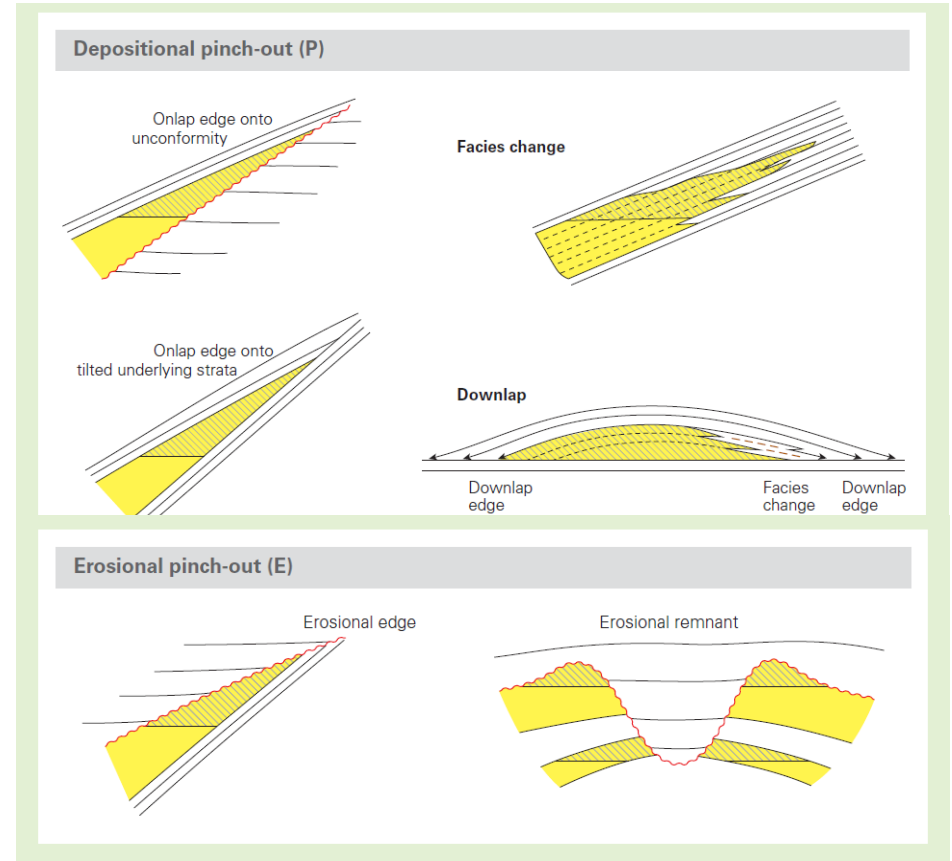 Depositional pinch-out (P)
Onlap edge onto
unconformity
Facies change
Onlap edge onto
tilted underlying strata
Downlap
Downlap
edge
Facies
change
Downlap
edge
Erosional pinch-out (E)
Erosional edge
Erosional remnant